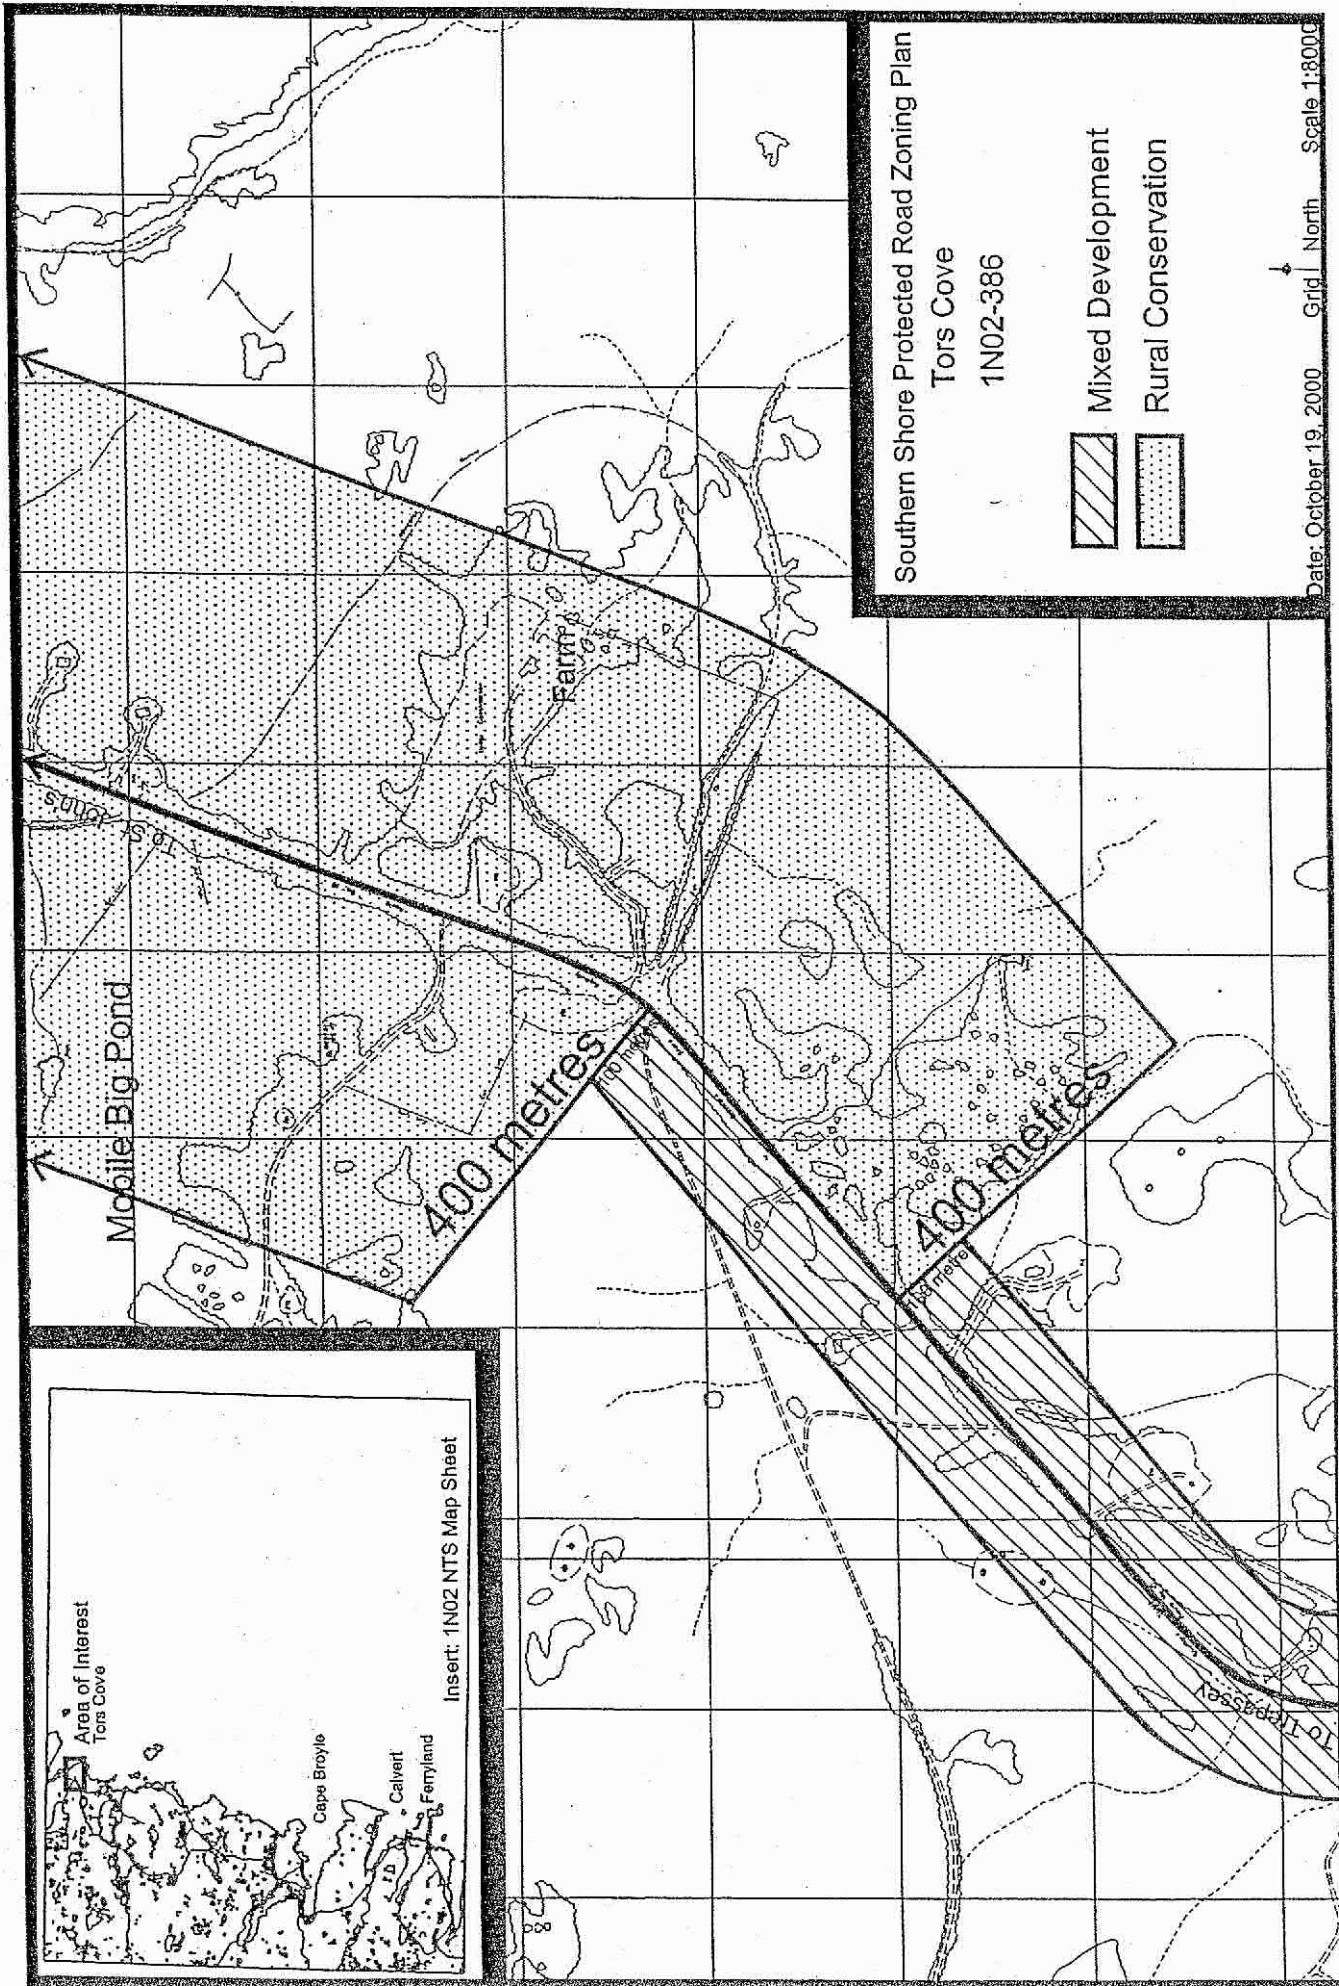 Area of Interest
Tors Cove
Cape Broyle
Calvert
Ferryland
Insert: 1N02 NTS Map Sheet
Mobile Big Pond
To St. John's
Farm
400 metres
100 metre
400 metres
To Trepassey
Southern Shore Protected Road Zoning Plan
Tors Cove
1N02-386
Mixed Development
Rural Conservation
Date: October 19, 2000
Grid North
Scale 1:8000